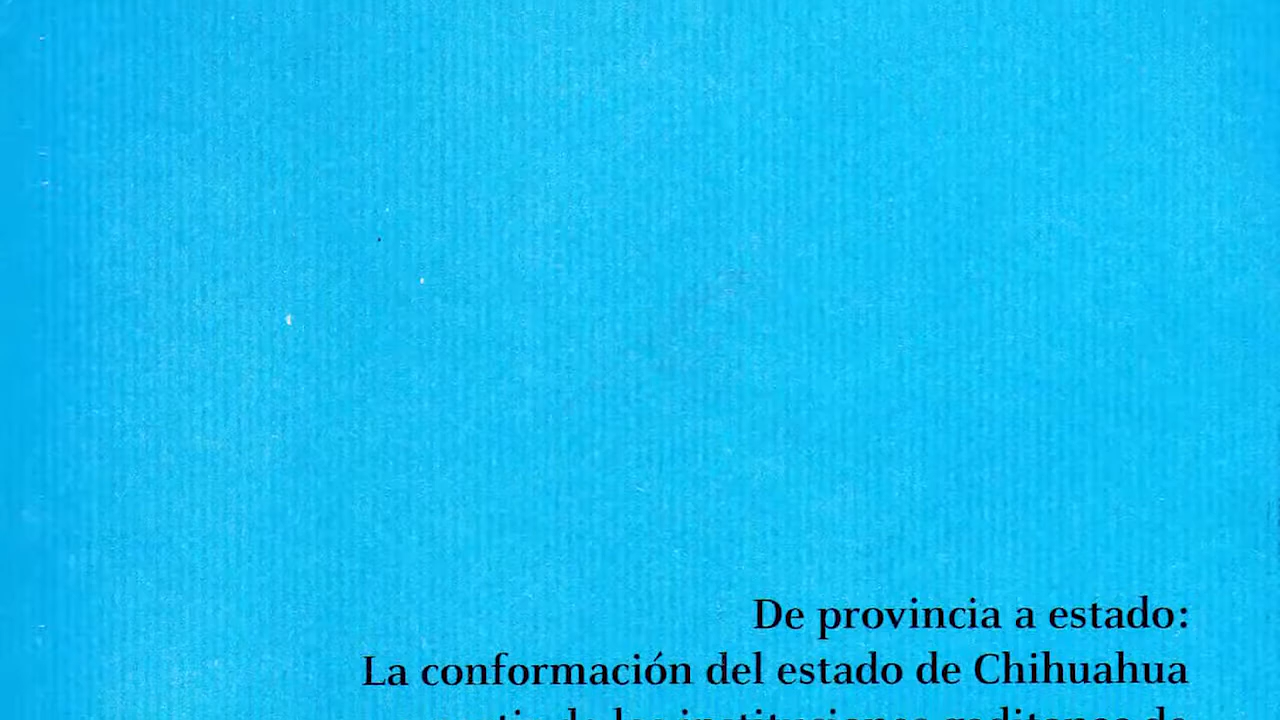 De provincia a estado:
La conformación del estado de Chihuahua